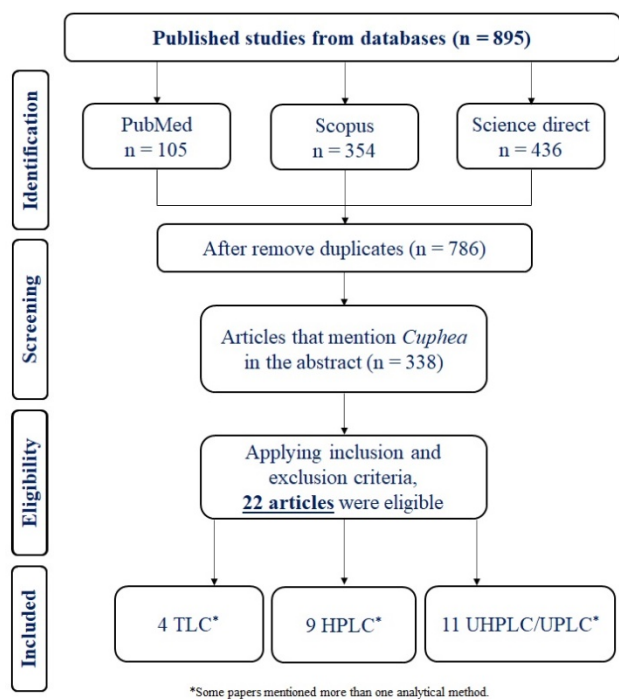 Published studies from databases (n = 895)
Identification
PubMed
n = 105
Scopus
n = 354
Science direct
n = 436
After remove duplicates (n = 786)
Screening
Articles that mention Cuphea
in the abstract (n = 338)
Eligibility
Applying inclusion and
exclusion criteria,
22 articles were eligible
Included
4 TLC*
9 HPLC*
11 UHPLC/UPLC*
*Some papers mentioned more than one analytical method.